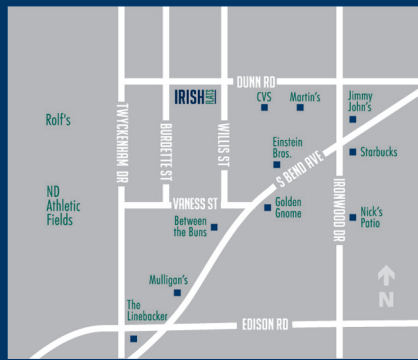 DUNN RD
IRISH FLATS
CVS
Martin's
Jimmy
John's
Rolf's
TWYCKENHAM DR
BURDETTE ST
WILLIS ST
Einstein
Bros.
S BEND AVE
Starbucks
IRONWOOD DR
ND
Athletic
Fields
VANESS ST
Golden
Gnome
Nick's
Patio
Between
the Buns
Mulligan's
N
The
Linebacker
EDISON RD